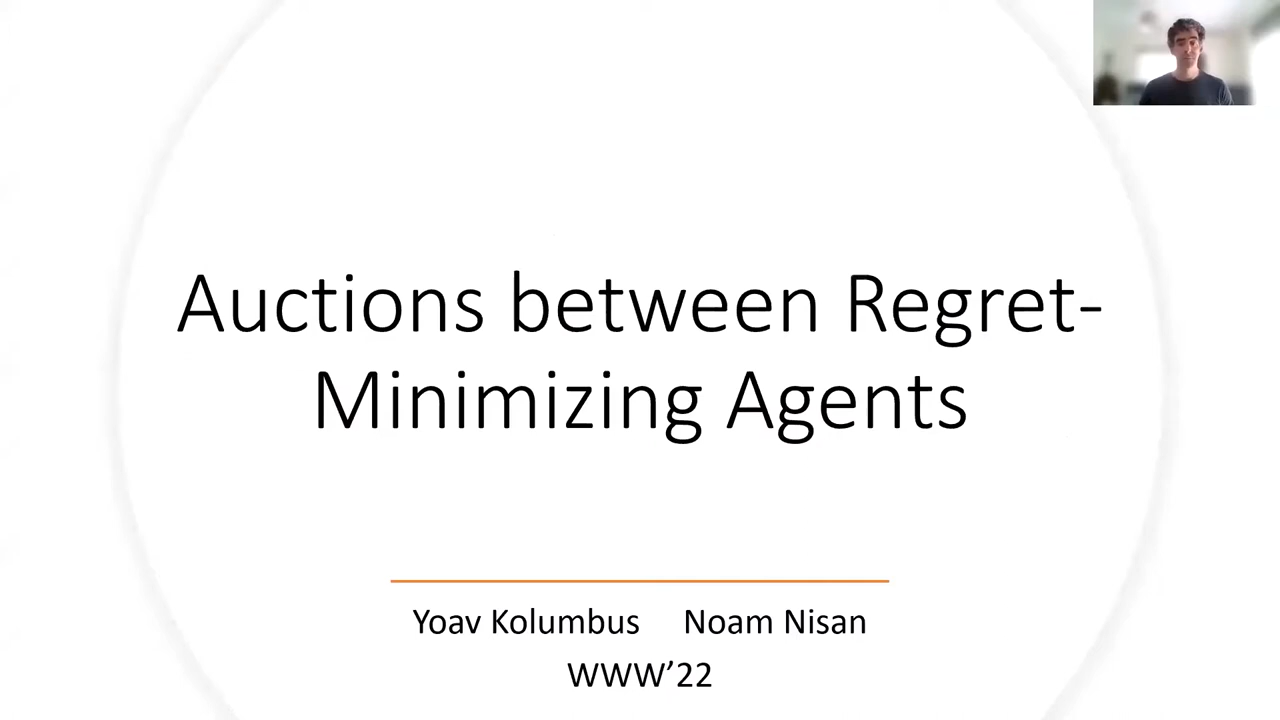 Auctions between Regret-
Minimizing Agents
Yoav Kolumbus Noam Nisan
WWW’22